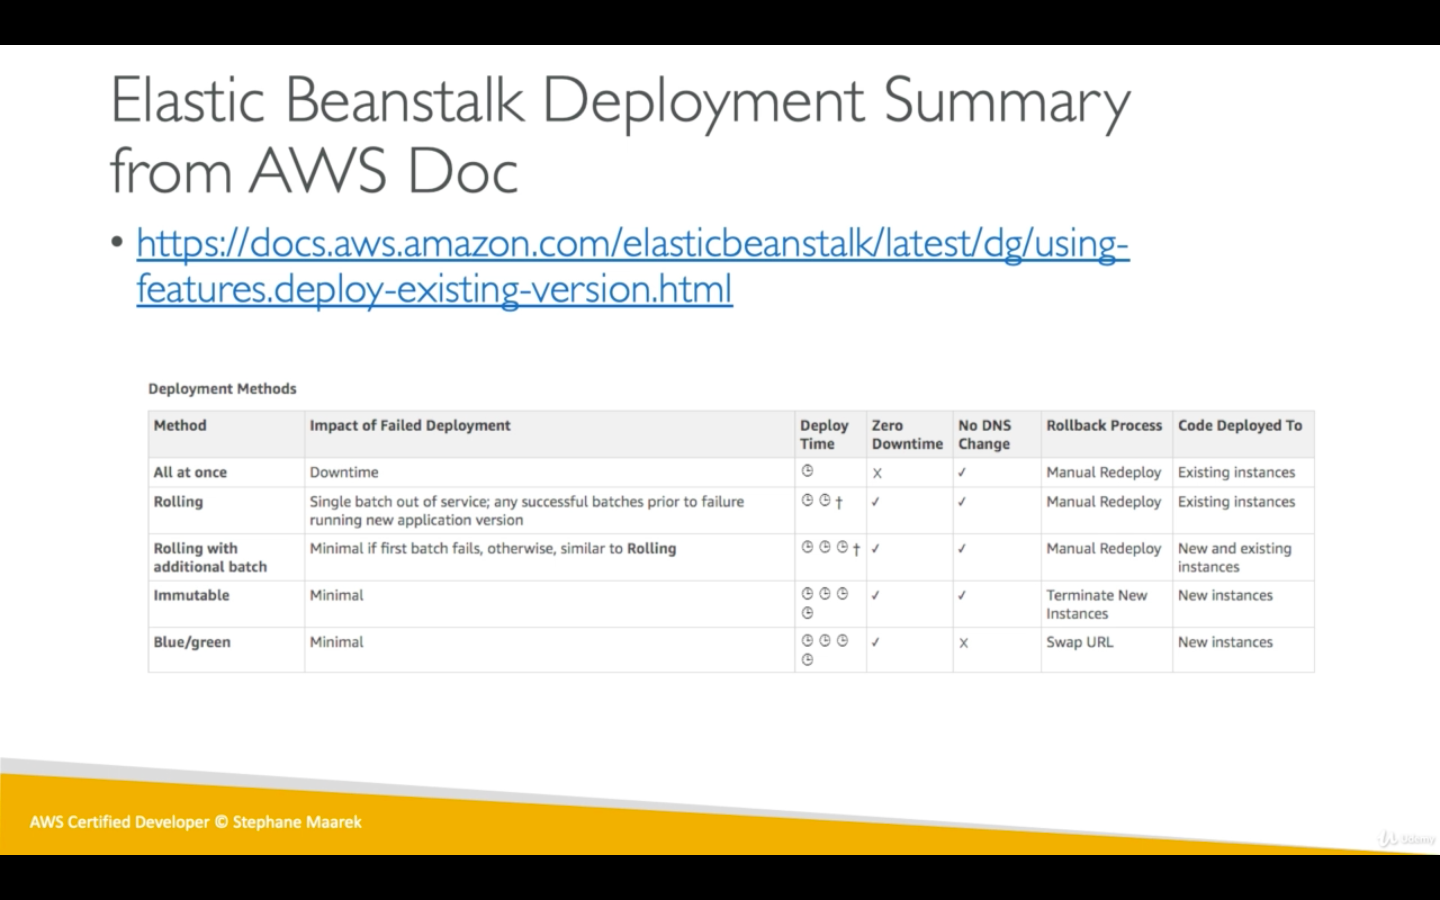 Elastic Beanstalk Deployment Summary
from AWS Doc
• https://docs.aws.amazon.com/elasticbeanstalk/latest/dg/using-
features.deploy-existing-version.html
Deployment Methods
Method Impact of Failed Deployment Deploy Time Zero Downtime No DNS Change Rollback Process Code Deployed To
All at once Downtime X ✓ Manual Redeploy Existing instances
Rolling Single batch out of service; any successful batches prior to failure running new application version † ✓ ✓ Manual Redeploy Existing instances
Rolling with additional batch Minimal if first batch fails, otherwise, similar to Rolling † ✓ ✓ Manual Redeploy New and existing instances
Immutable Minimal ✓ ✓ Terminate New Instances New instances
Blue/green Minimal ✓ X Swap URL New instances
AWS Certified Developer © Stephane Maarek
Udemy